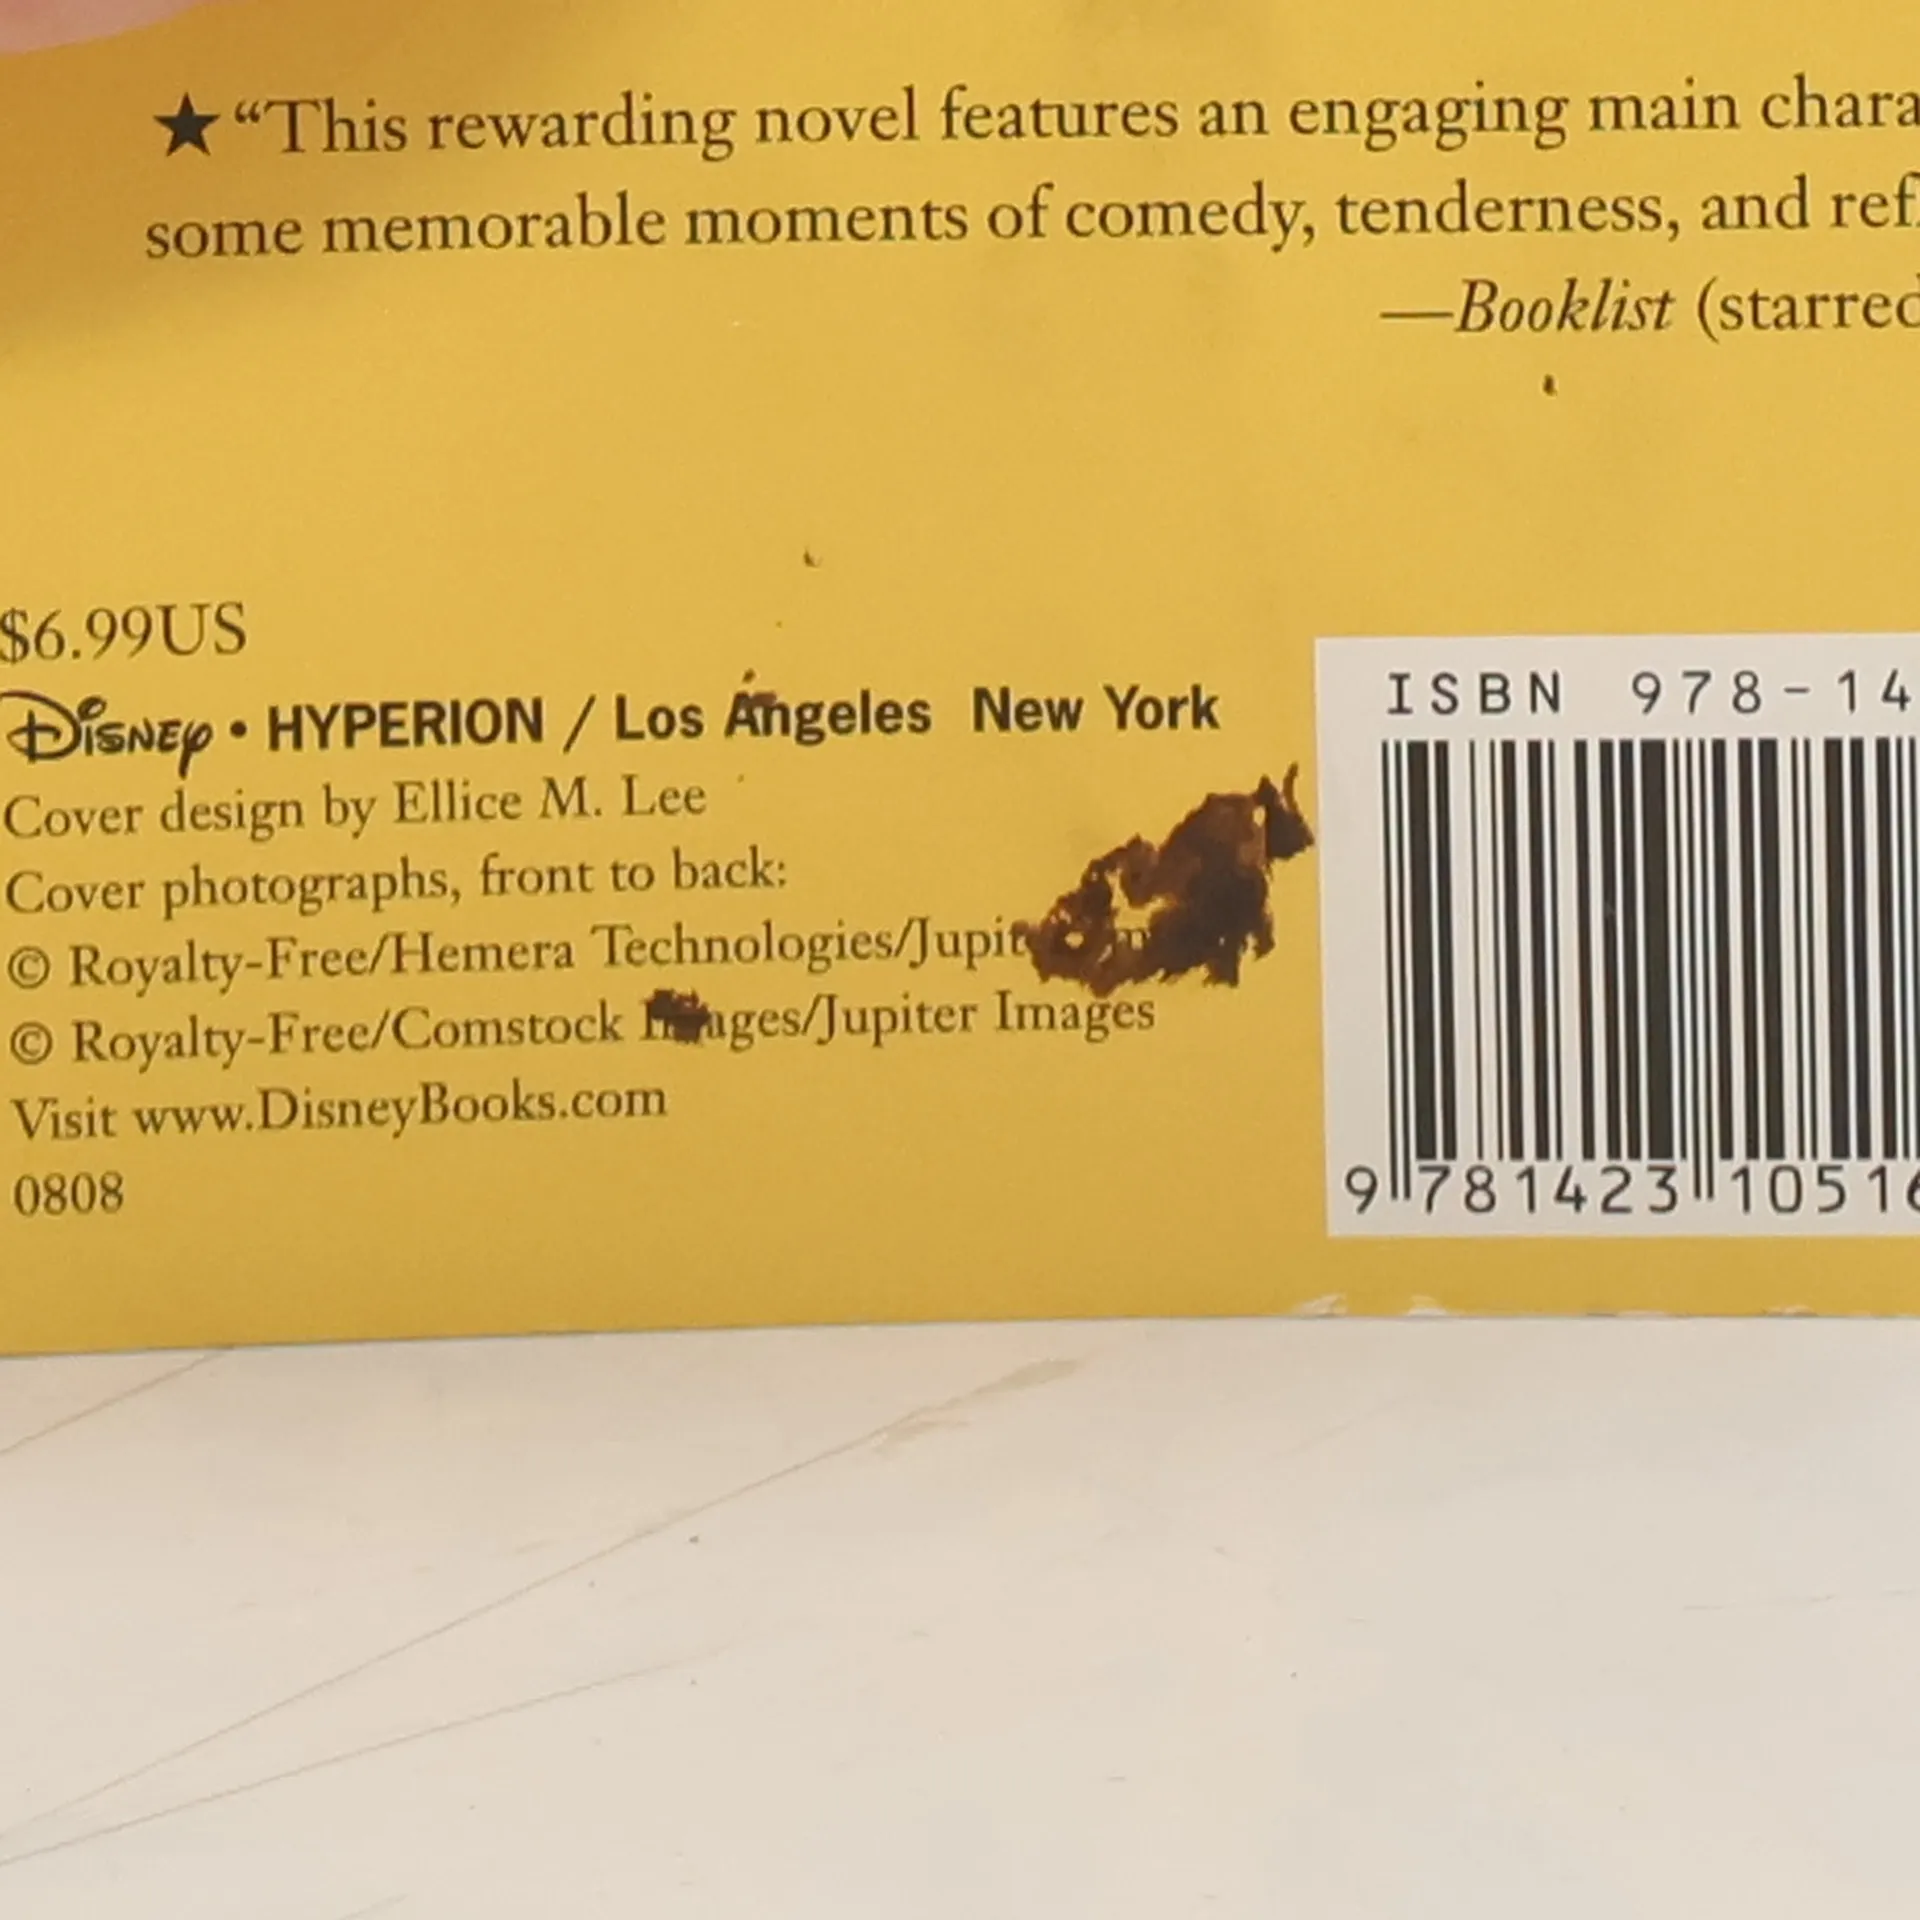 ★ “This rewarding novel features an engaging main chara
some memorable moments of comedy, tenderness, and ref
—Booklist (starred
$6.99US
Disney • HYPERION / Los Angeles New York
Cover design by Ellice M. Lee
Cover photographs, front to back:
© Royalty-Free/Hemera Technologies/Jupit
© Royalty-Free/Comstock Images/Jupiter Images
Visit www.DisneyBooks.com
0808
ISBN 978-14
9 781423 10516